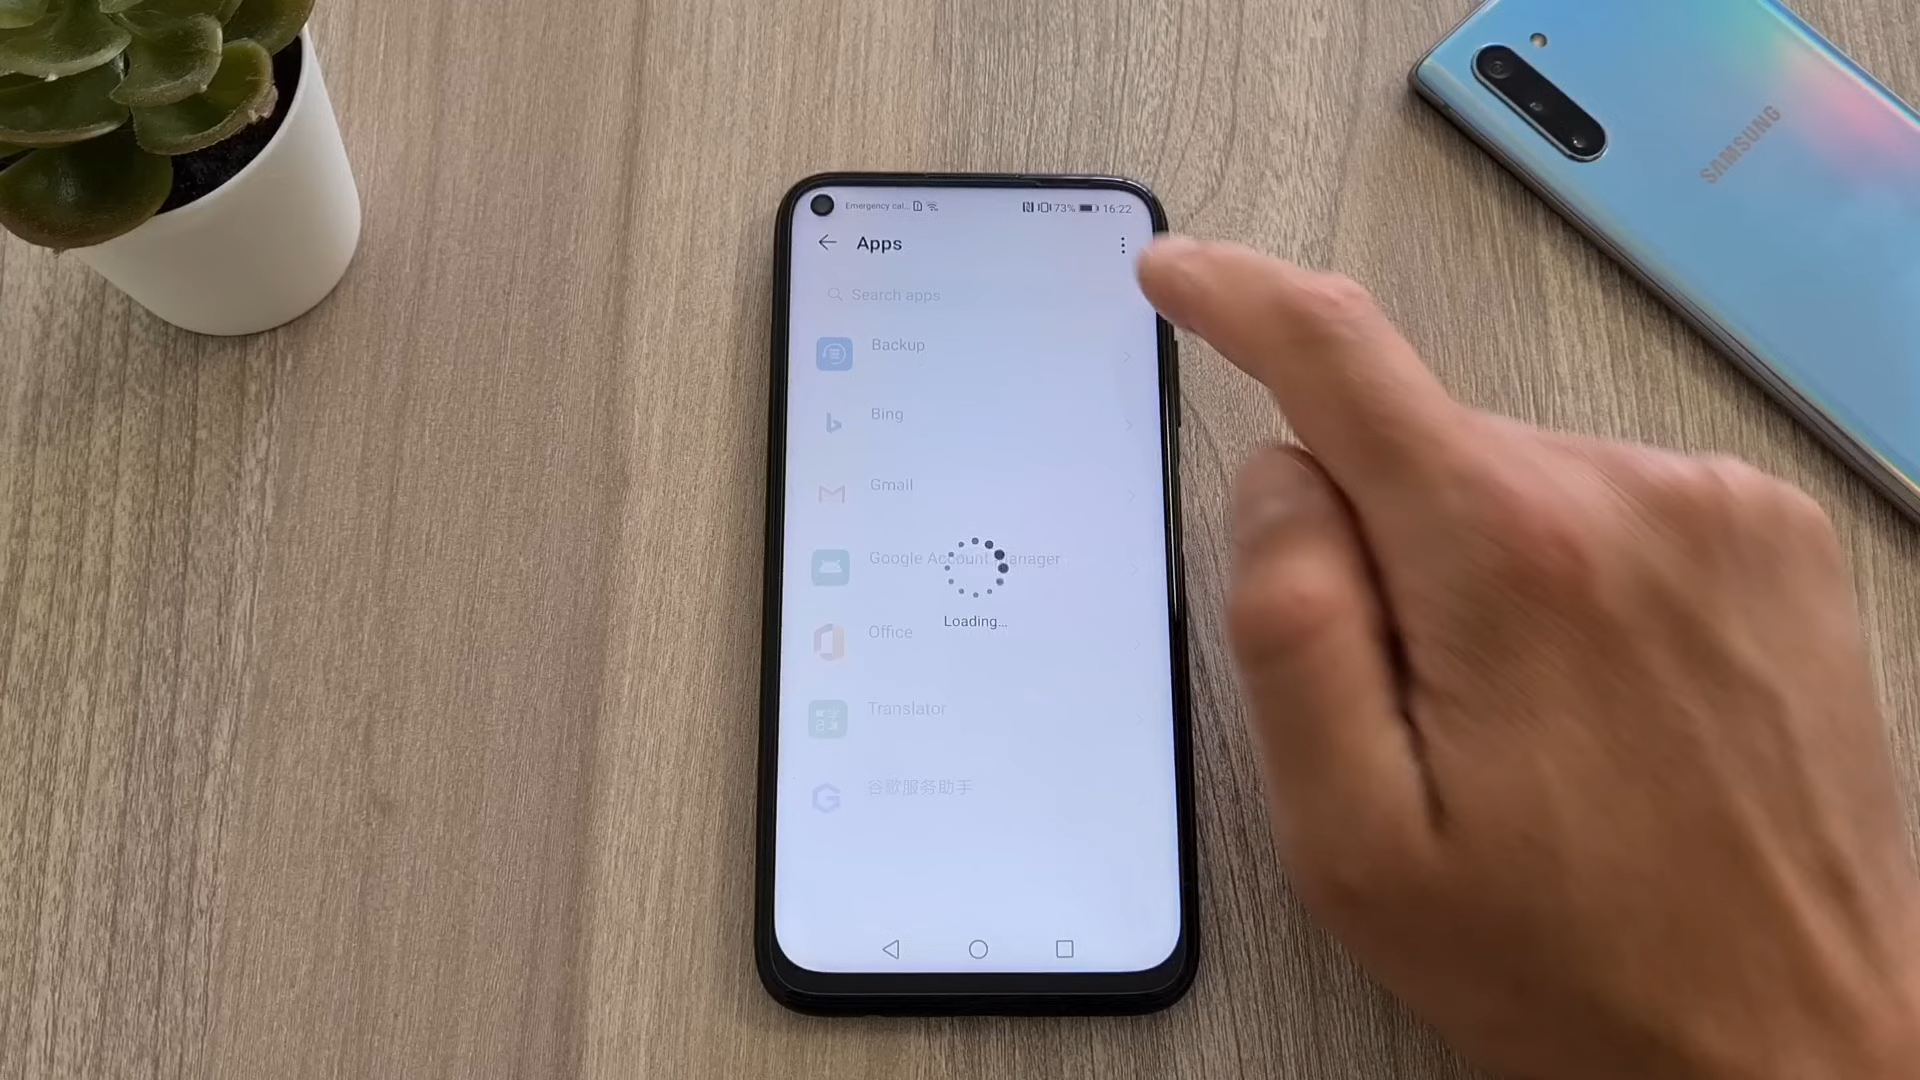 Emergency cal...
73% 16:22
Apps
Search apps
Backup
Bing
Gmail
Google Account Manager
Loading...
Office
Translator
谷歌服务助手
SAMSUNG